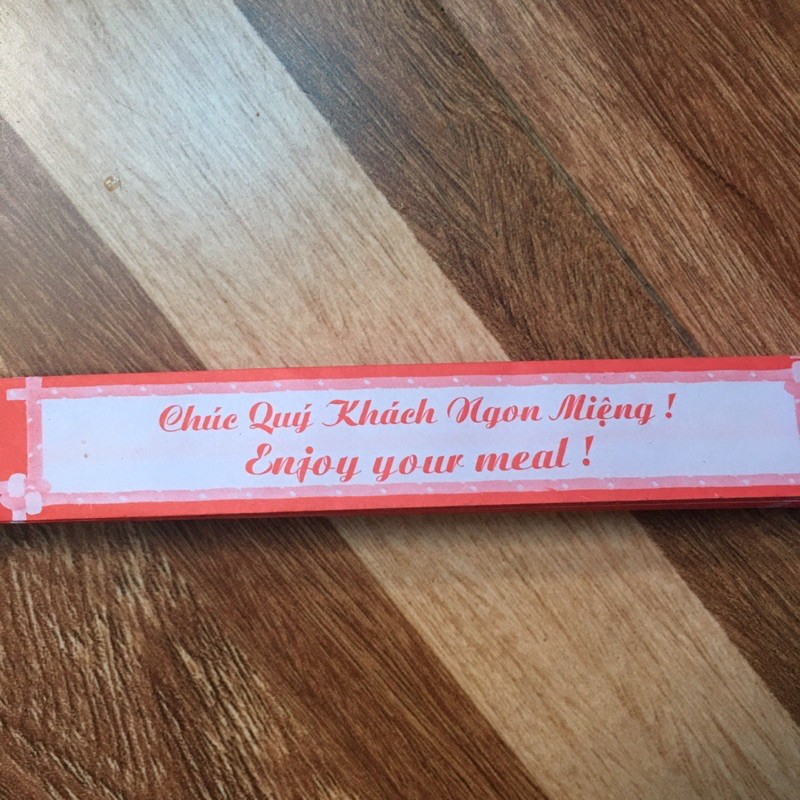 Chúc Quý Khách Ngon Miệng !
Enjoy your meal !